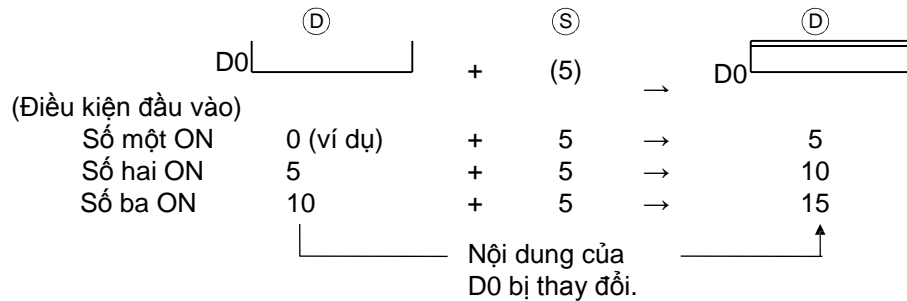 Ⓓ Ⓢ Ⓓ
D0 + (5) → D0
(Điều kiện đầu vào)
Số một ON 0 (ví dụ) + 5 → 5
Số hai ON 5 + 5 → 10
Số ba ON 10 + 5 → 15
Nội dung của
D0 bị thay đổi.